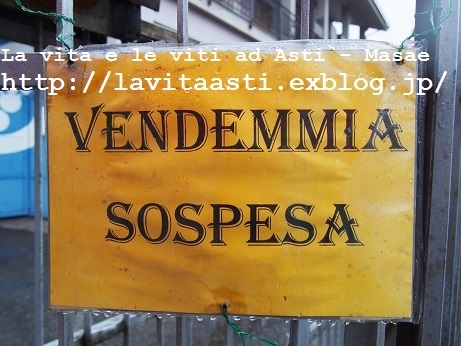 La vita e le viti ad Asti - Masae
http://lavitaasti.exblog.jp/
VENDEMMIA
SOSPESA